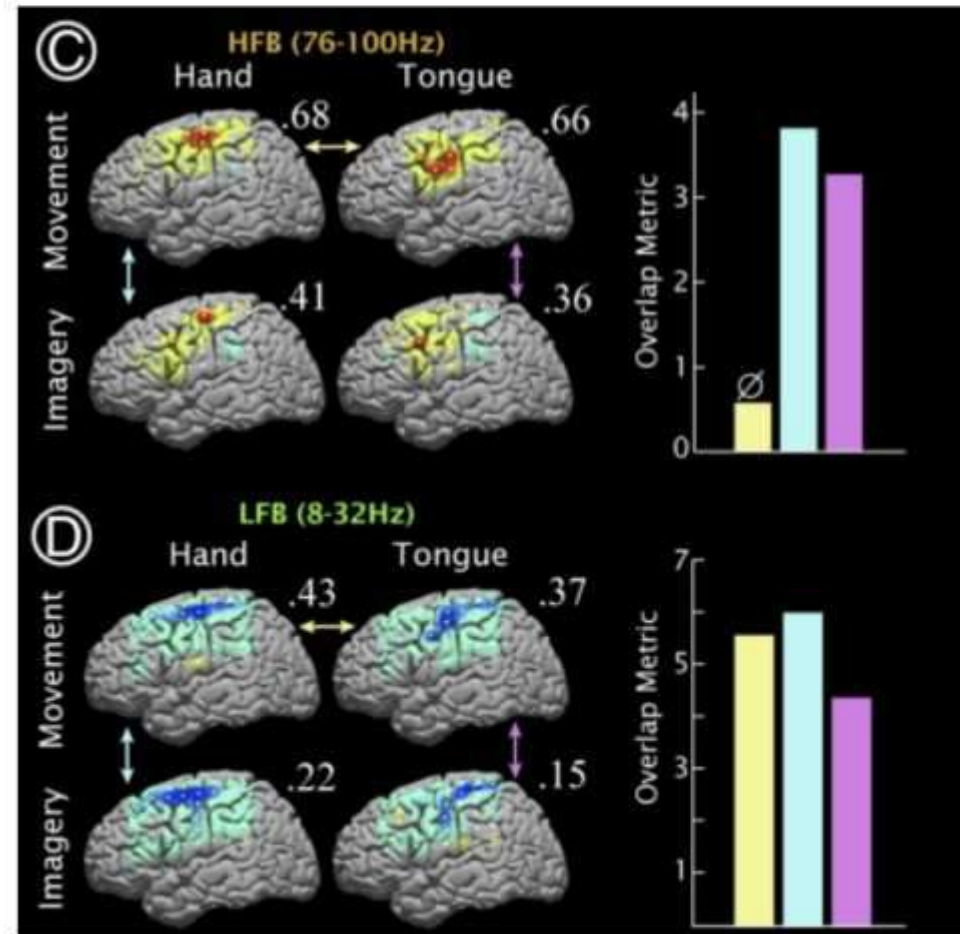 C
HFB (76-100Hz)
Hand Tongue
Movement
.68 .66
Imagery
.41 .36
Overlap Metric
4
3
2
1
0
Ø
D
LFB (8-32Hz)
Hand Tongue
Movement
.43 .37
Imagery
.22 .15
Overlap Metric
7
5
3
1